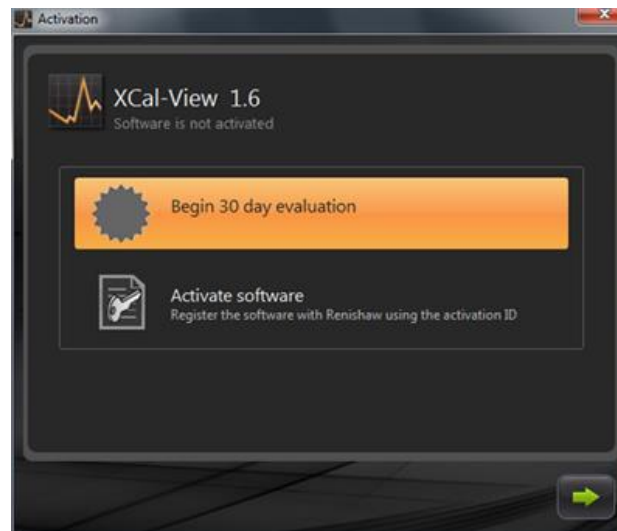 Activation
XCal-View 1.6
Software is not activated
Begin 30 day evaluation
Activate software
Register the software with Renishaw using the activation ID